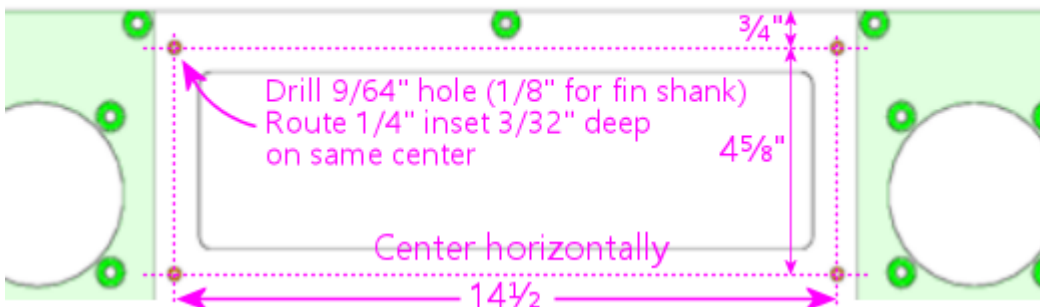 ¾"
Drill 9/64" hole (1/8" for fin shank)
Route 1/4" inset 3/32" deep
on same center
4⅝"
Center horizontally
14½